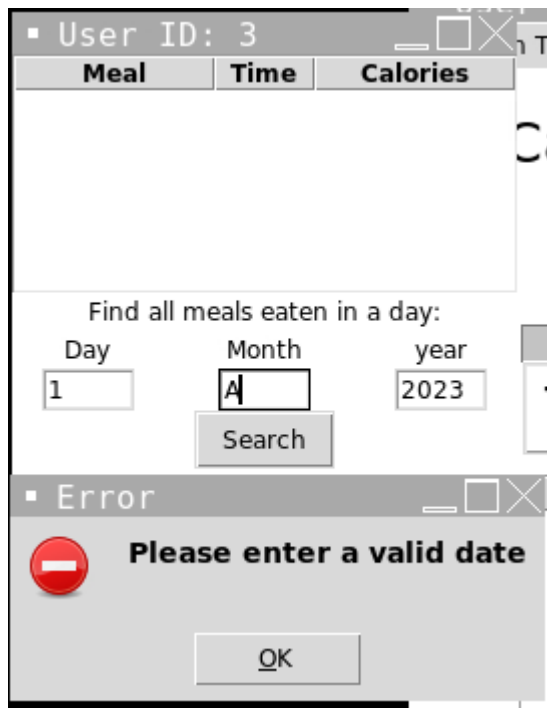 User ID: 3
Meal Time Calories
Find all meals eaten in a day:
Day Month year
1 A 2023
Search
Error
Please enter a valid date
OK